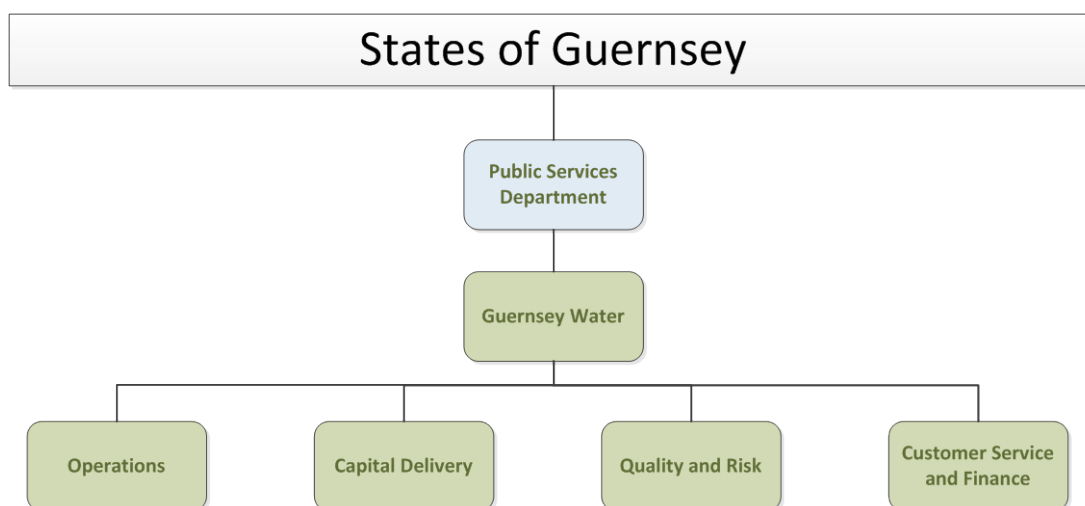 States of Guernsey
Public Services
Department
Guernsey Water
Operations
Capital Delivery
Quality and Risk
Customer Service
and Finance